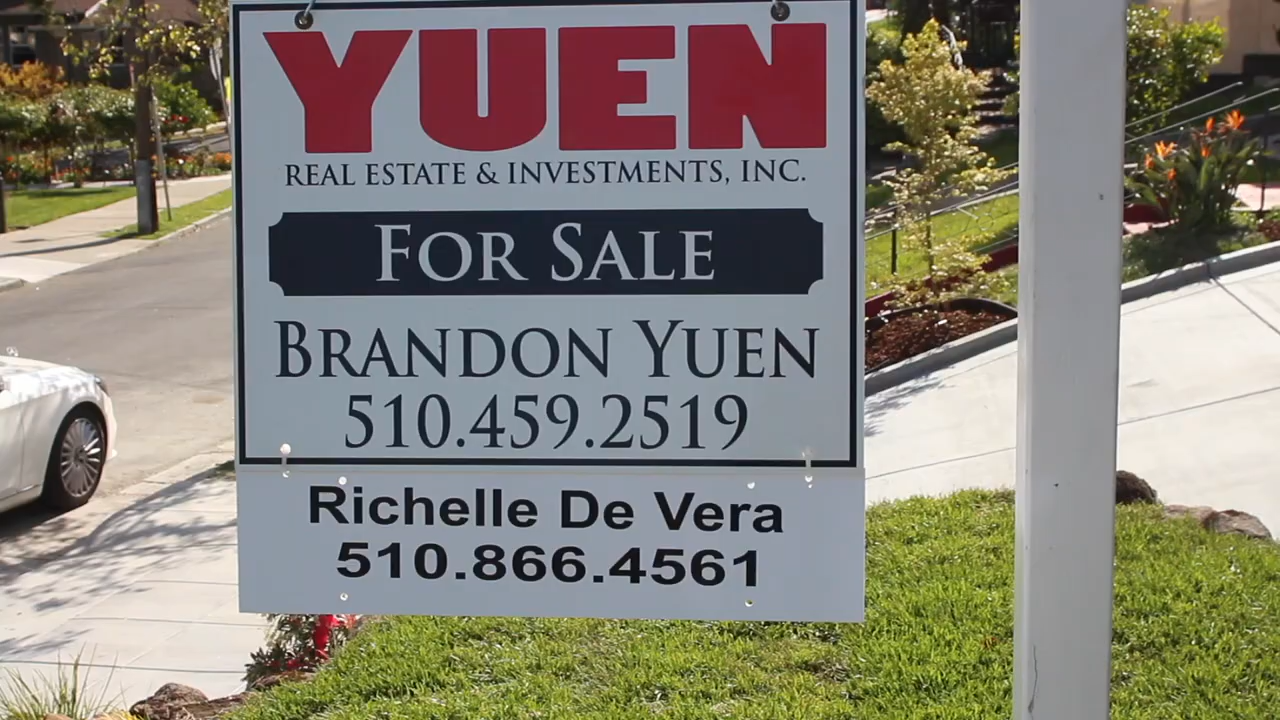 YUEN
REAL ESTATE & INVESTMENTS, INC.
FOR SALE
BRANDON YUEN
510.459.2519
Richelle De Vera
510.866.4561